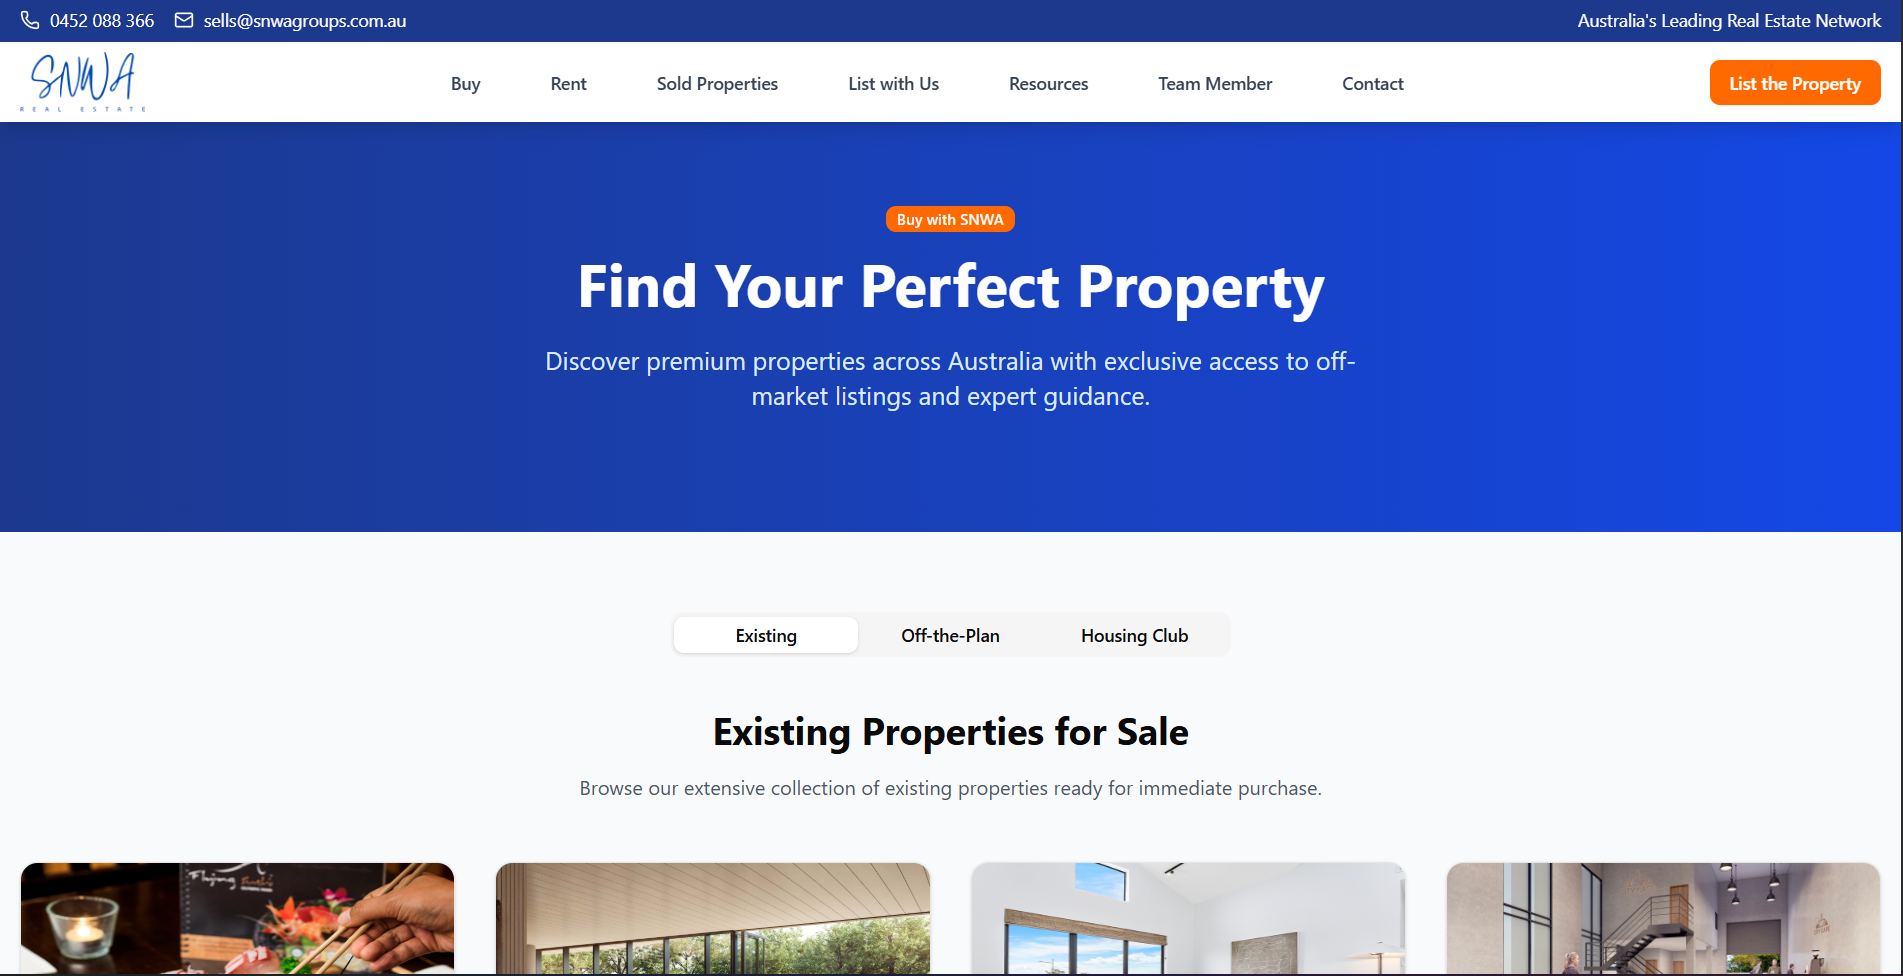 0452 088 366
sells@snwagroups.com.au
Australia's Leading Real Estate Network
SNWA
REAL ESTATE
Buy
Rent
Sold Properties
List with Us
Resources
Team Member
Contact
List the Property
Buy with SNWA
Find Your Perfect Property
Discover premium properties across Australia with exclusive access to off-
market listings and expert guidance.
Existing
Off-the-Plan
Housing Club
Existing Properties for Sale
Browse our extensive collection of existing properties ready for immediate purchase.
Flying